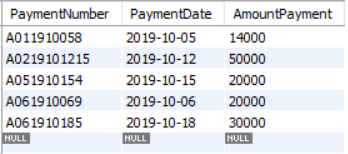 PaymentNumber PaymentDate AmountPayment
A011910058 2019-10-05 14000
A0219101215 2019-10-12 50000
A051910154 2019-10-15 20000
A061910069 2019-10-06 20000
A061910185 2019-10-18 30000
NULL NULL NULL